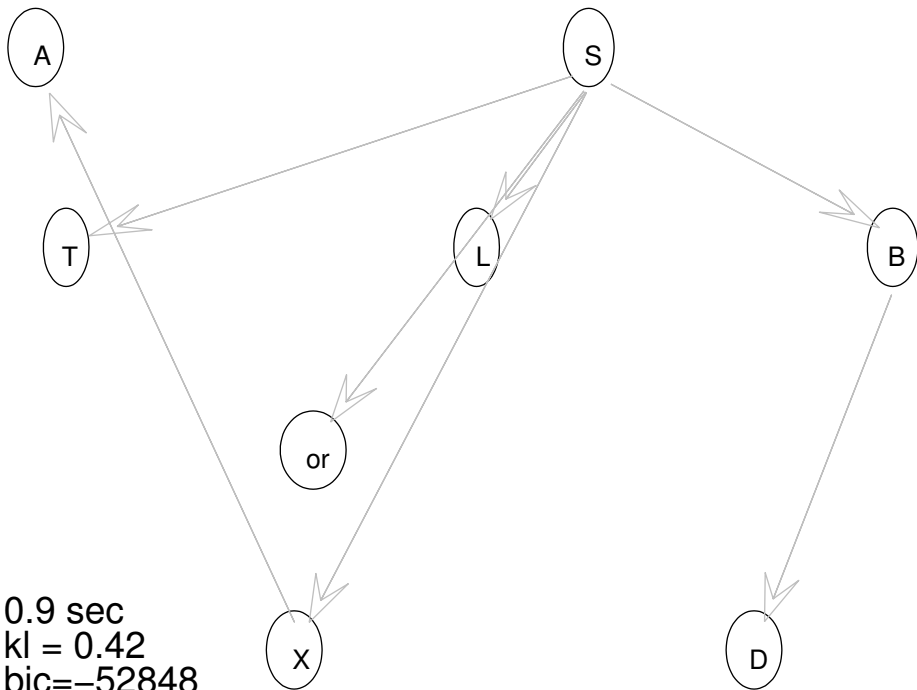 A
S
T
L
B
or
X
D
0.9 sec
kl = 0.42
bic=−52848